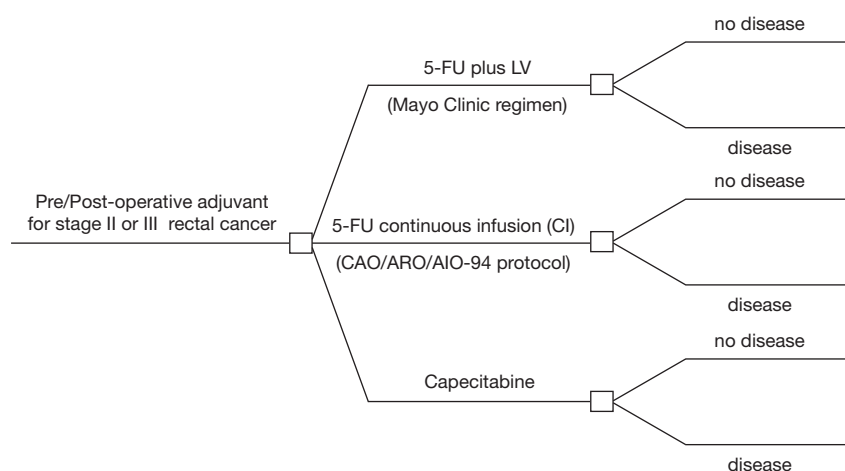 no disease
5-FU plus LV
(Mayo Clinic regimen)
disease
Pre/Post-operative adjuvant
for stage II or III rectal cancer
no disease
5-FU continuous infusion (CI)
(CAO/ARO/AIO-94 protocol)
disease
no disease
Capecitabine
disease